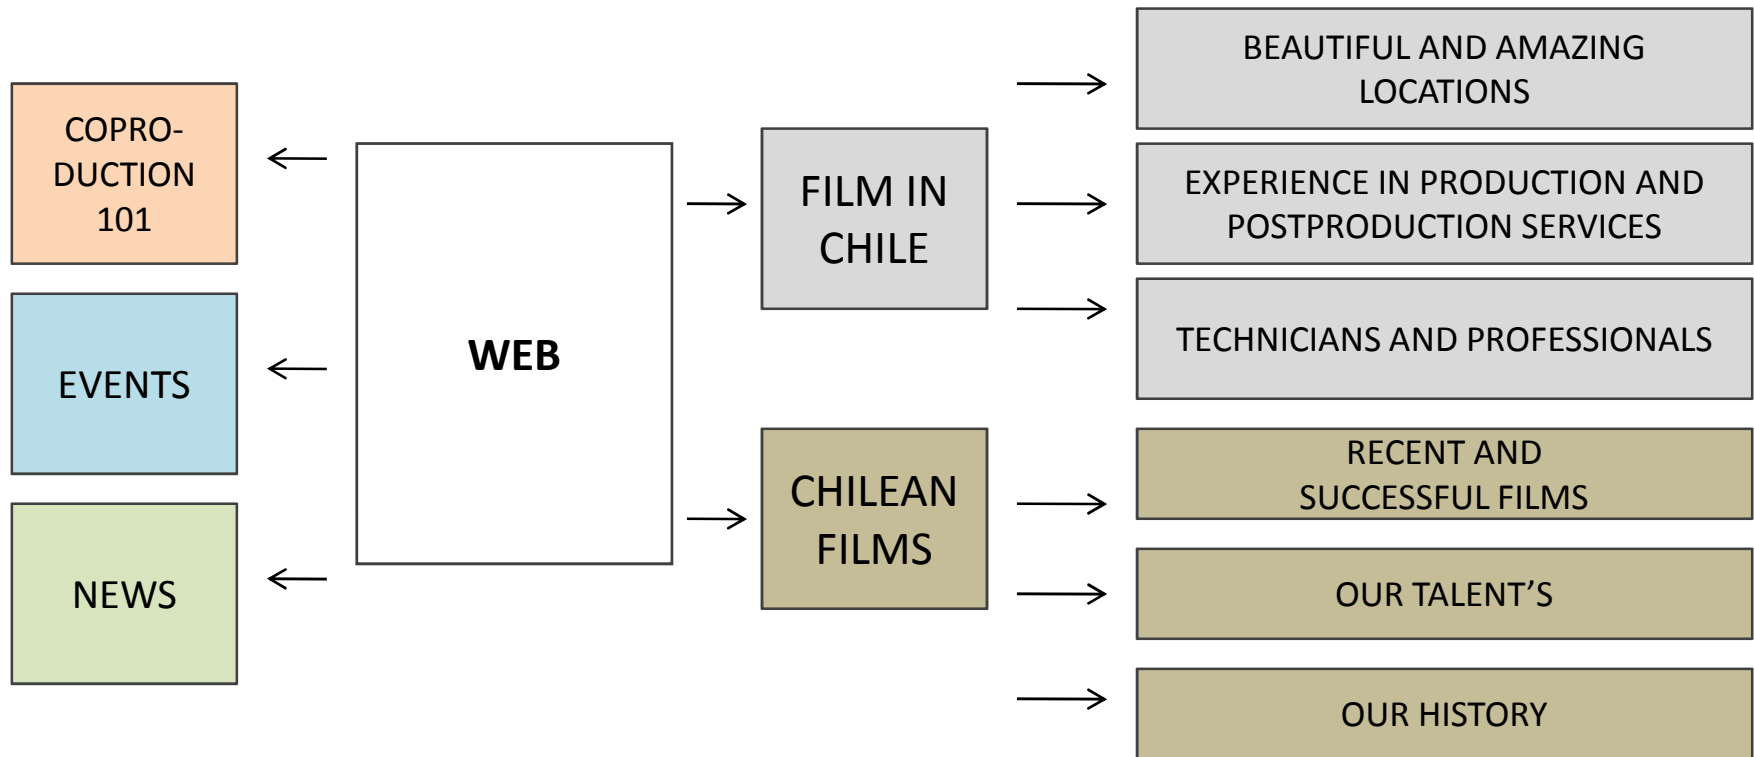 COPRO-
DUCTION
101
EVENTS
NEWS
WEB
FILM IN
CHILE
CHILEAN
FILMS
BEAUTIFUL AND AMAZING
LOCATIONS
EXPERIENCE IN PRODUCTION AND
POSTPRODUCTION SERVICES
TECHNICIANS AND PROFESSIONALS
RECENT AND
SUCCESSFUL FILMS
OUR TALENT’S
OUR HISTORY